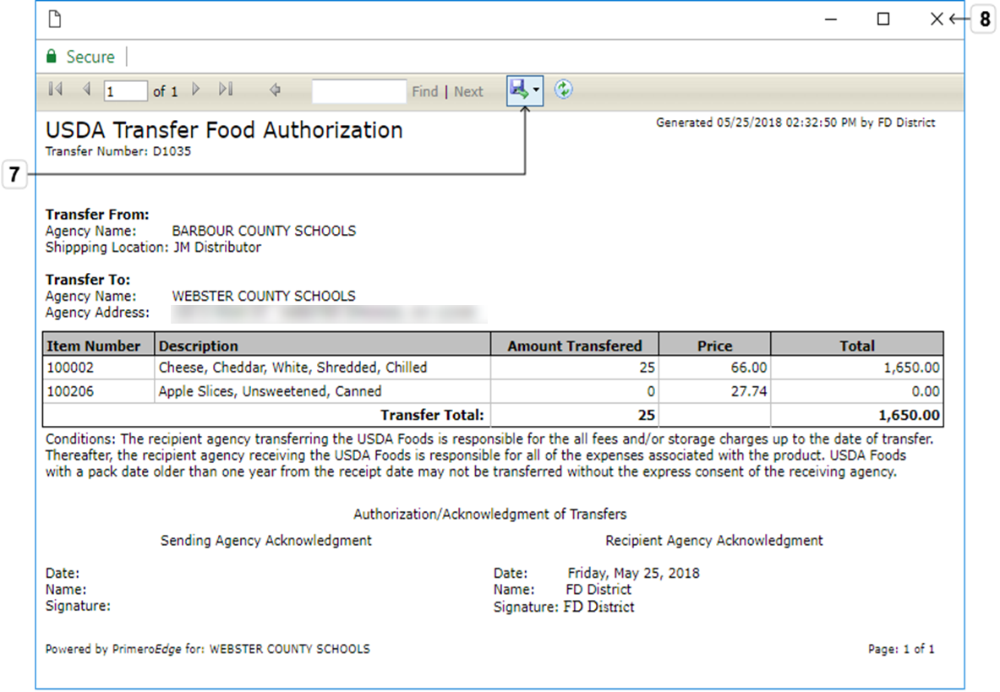 8
Secure
1 of 1 Find | Next
USDA Transfer Food Authorization
Generated 05/25/2018 02:32:50 PM by FD District
Transfer Number: D1035
7
Transfer From:
Agency Name: BARBOUR COUNTY SCHOOLS
Shippping Location: JM Distributor
Transfer To:
Agency Name: WEBSTER COUNTY SCHOOLS
Agency Address:
Item Number Description Amount Transfered Price Total
100002 Cheese, Cheddar, White, Shredded, Chilled 25 66.00 1,650.00
100206 Apple Slices, Unsweetened, Canned 0 27.74 0.00
Transfer Total: 25 1,650.00
Conditions: The recipient agency transferring the USDA Foods is responsible for the all fees and/or storage charges up to the date of transfer.
Thereafter, the recipient agency receiving the USDA Foods is responsible for all of the expenses associated with the product. USDA Foods
with a pack date older than one year from the receipt date may not be transferred without the express consent of the receiving agency.
Authorization/Acknowledgment of Transfers
Sending Agency Acknowledgment Recipient Agency Acknowledgment
Date: Date: Friday, May 25, 2018
Name: Name: FD District
Signature: Signature: FD District
Powered by PrimeroEdge for: WEBSTER COUNTY SCHOOLS Page: 1 of 1